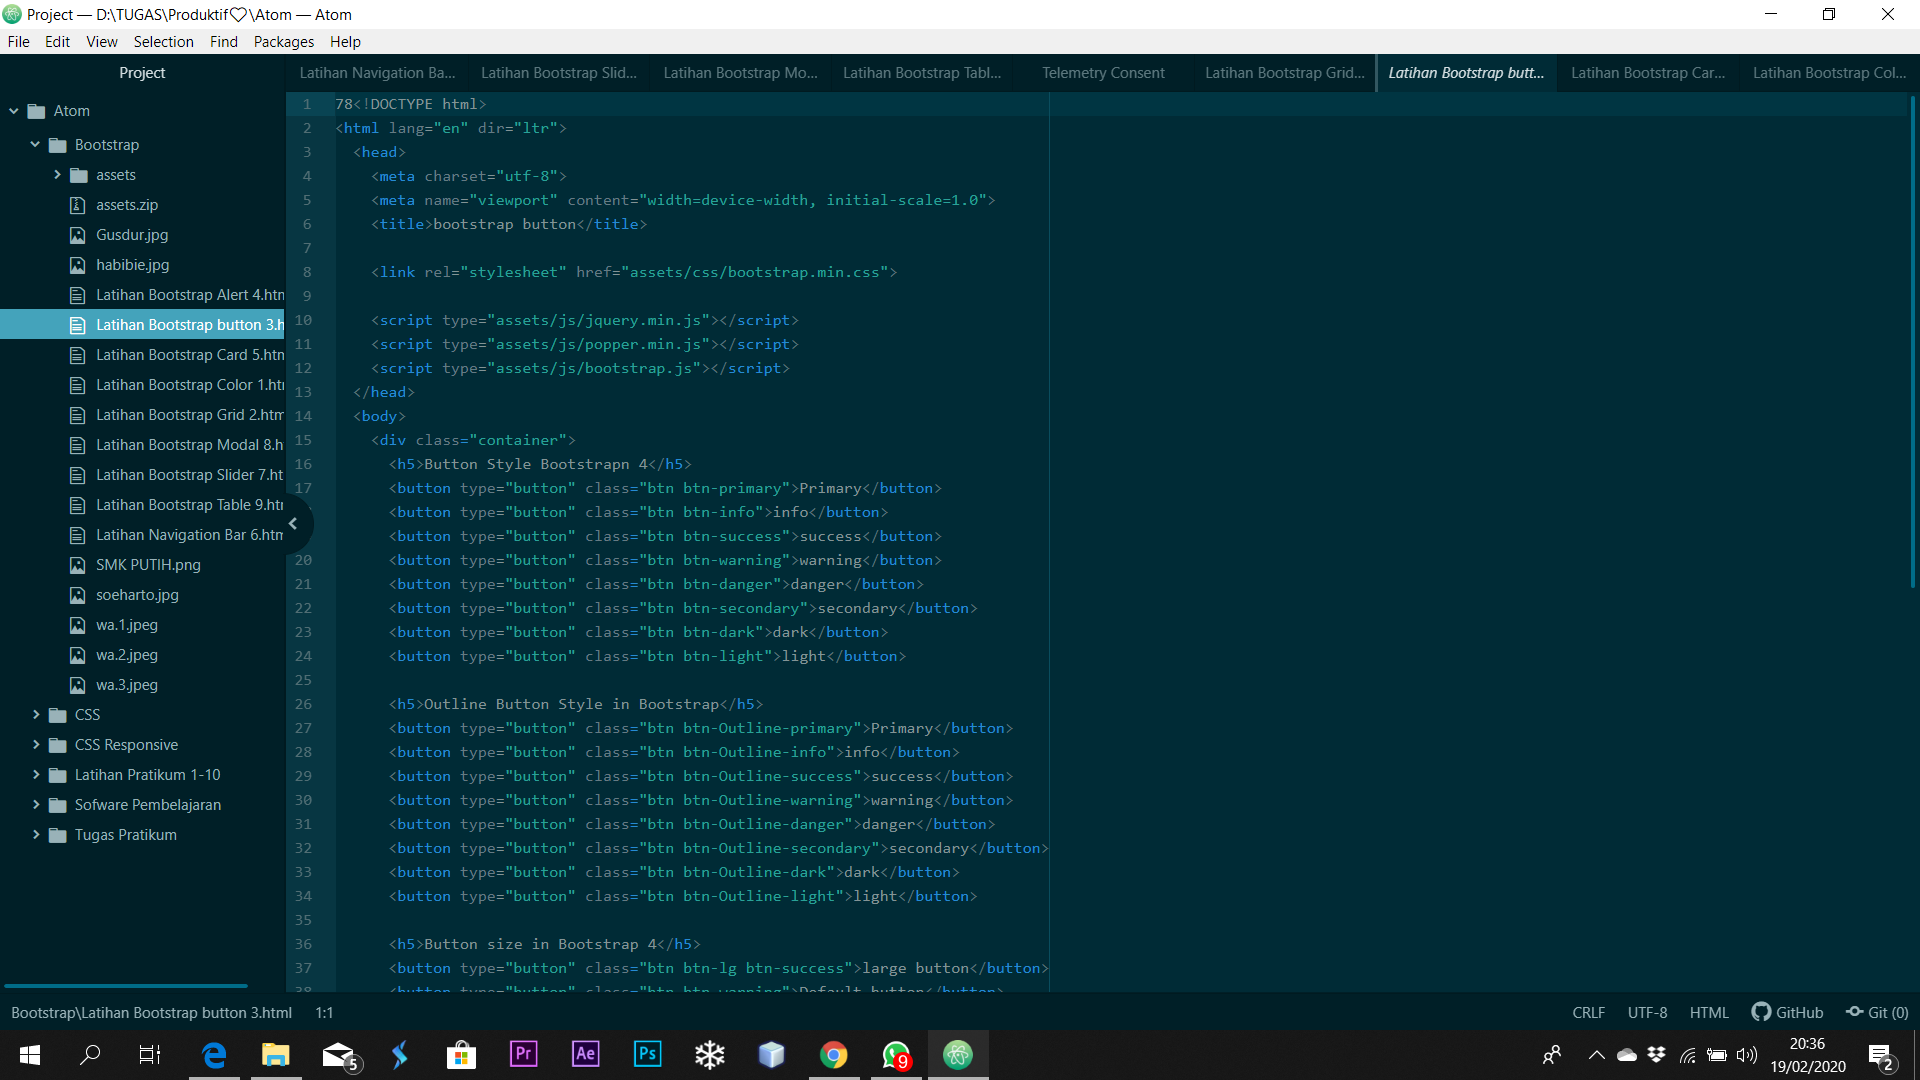 Project — D:\TUGAS\Produktif♡\Atom — Atom
File Edit View Selection Find Packages Help
Project
Latihan Navigation Ba... Latihan Bootstrap Slid... Latihan Bootstrap Mo... Latihan Bootstrap Tabl... Telemetry Consent Latihan Bootstrap Grid... Latihan Bootstrap butt... Latihan Bootstrap Car... Latihan Bootstrap Col...
Atom
Bootstrap
assets
assets.zip
Gusdur.jpg
habibie.jpg
Latihan Bootstrap Alert 4.htm
Latihan Bootstrap button 3.h
Latihan Bootstrap Card 5.htm
Latihan Bootstrap Color 1.htm
Latihan Bootstrap Grid 2.htm
Latihan Bootstrap Modal 8.h
Latihan Bootstrap Slider 7.ht
Latihan Bootstrap Table 9.htm
Latihan Navigation Bar 6.htm
SMK PUTIH.png
soeharto.jpg
wa.1.jpeg
wa.2.jpeg
wa.3.jpeg
CSS
CSS Responsive
Latihan Pratikum 1-10
Sofware Pembelajaran
Tugas Pratikum
1 78<!DOCTYPE html>
2 <html lang="en" dir="ltr">
3 <head>
4 <meta charset="utf-8">
5 <meta name="viewport" content="width=device-width, initial-scale=1.0">
6 <title>bootstrap button</title>
7
8 <link rel="stylesheet" href="assets/css/bootstrap.min.css">
9
10 <script type="assets/js/jquery.min.js"></script>
11 <script type="assets/js/popper.min.js"></script>
12 <script type="assets/js/bootstrap.js"></script>
13 </head>
14 <body>
15 <div class="container">
16 <h5>Button Style Bootstrapn 4</h5>
17 <button type="button" class="btn btn-primary">Primary</button>
<button type="button" class="btn btn-info">info</button>
<button type="button" class="btn btn-success">success</button>
20 <button type="button" class="btn btn-warning">warning</button>
21 <button type="button" class="btn btn-danger">danger</button>
22 <button type="button" class="btn btn-secondary">secondary</button>
23 <button type="button" class="btn btn-dark">dark</button>
24 <button type="button" class="btn btn-light">light</button>
25
26 <h5>Outline Button Style in Bootstrap</h5>
27 <button type="button" class="btn btn-Outline-primary">Primary</button>
28 <button type="button" class="btn btn-Outline-info">info</button>
29 <button type="button" class="btn btn-Outline-success">success</button>
30 <button type="button" class="btn btn-Outline-warning">warning</button>
31 <button type="button" class="btn btn-Outline-danger">danger</button>
32 <button type="button" class="btn btn-Outline-secondary">secondary</button>
33 <button type="button" class="btn btn-Outline-dark">dark</button>
34 <button type="button" class="btn btn-Outline-light">light</button>
35
36 <h5>Button size in Bootstrap 4</h5>
37 <button type="button" class="btn btn-lg btn-success">large button</button>
38 <button type="button" class="btn btn-warning">Default button</button>
Bootstrap\Latihan Bootstrap button 3.html 1:1 CRLF UTF-8 HTML GitHub Git (0)
5 Pr Ae Ps 9
20:36
19/02/2020
2